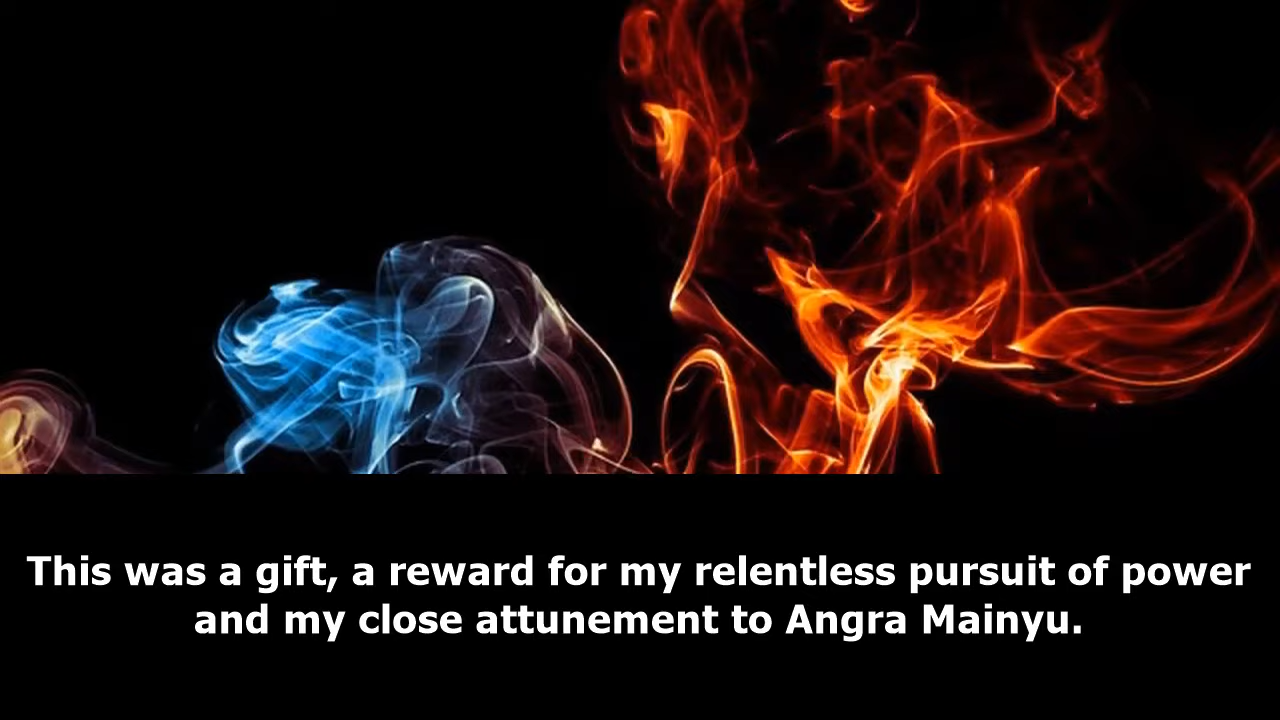 This was a gift, a reward for my relentless pursuit of power
and my close attunement to Angra Mainyu.